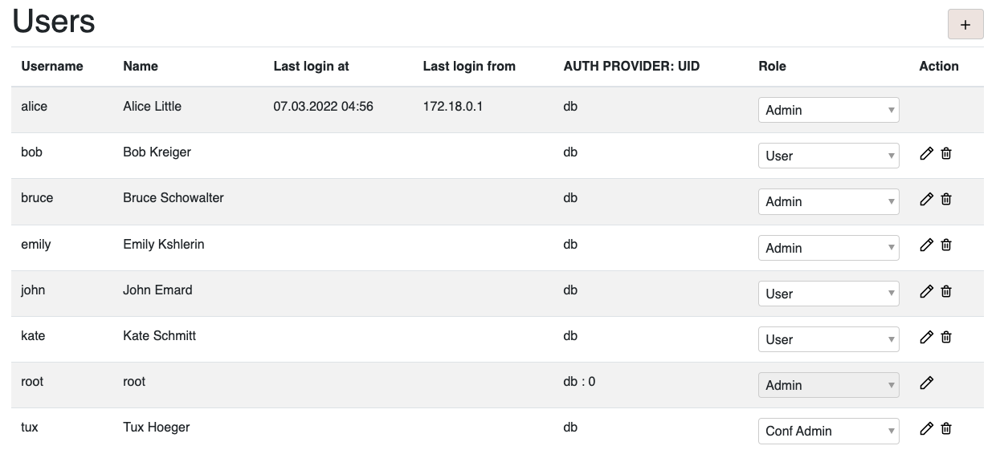 Users
+
Username Name Last login at Last login from AUTH PROVIDER: UID Role Action
alice Alice Little 07.03.2022 04:56 172.18.0.1 db Admin
bob Bob Kreiger db User
bruce Bruce Schowalter db Admin
emily Emily Kshlerin db Admin
john John Emard db User
kate Kate Schmitt db User
root root db : 0 Admin
tux Tux Hoeger db Conf Admin